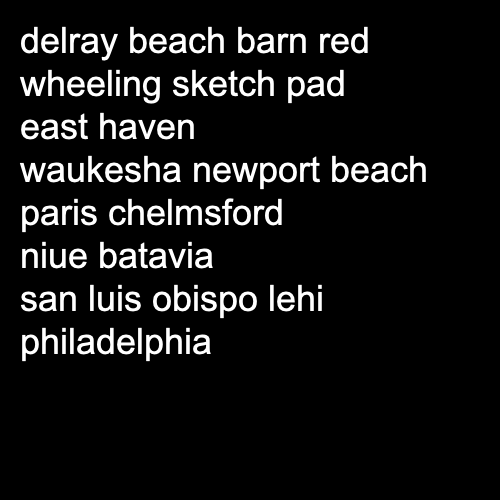 delray beach barn red
wheeling sketch pad
east haven
waukesha newport beach
paris chelmsford
niue batavia
san luis obispo lehi
philadelphia